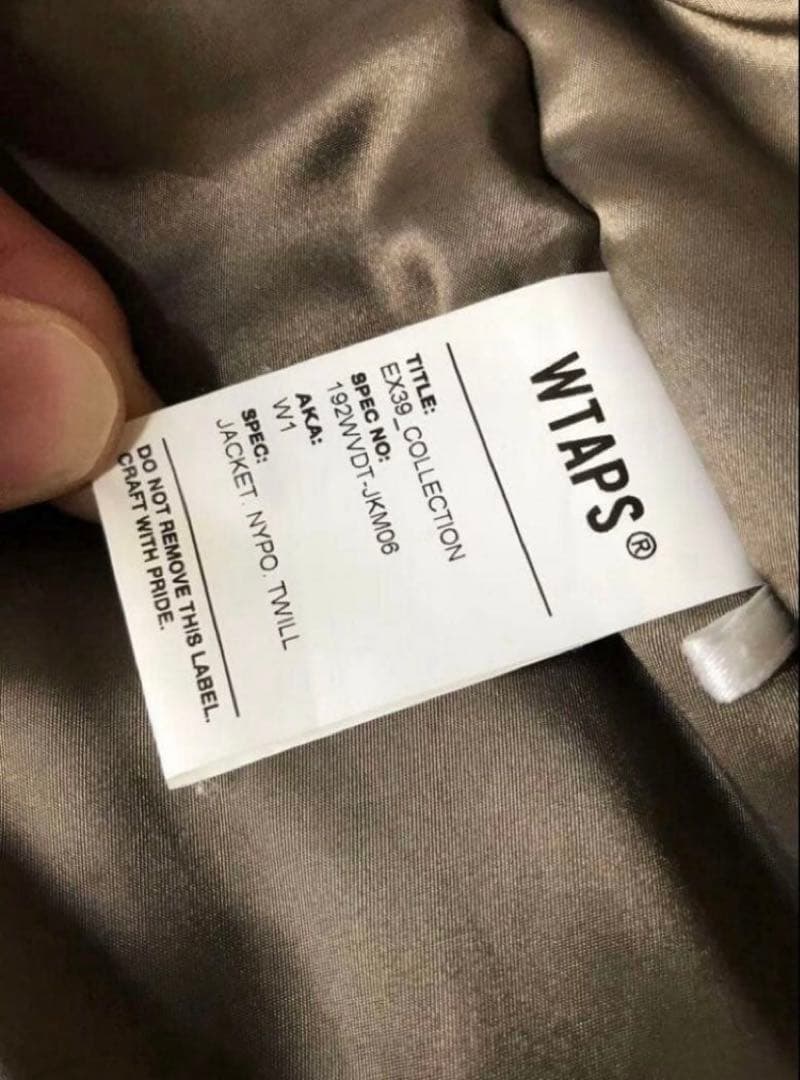 WTAPS®
TITLE:
EX39_COLLECTION
SPEC NO:
192WVDT-JKM06
AKA:
W1
SPEC:
JACKET. NYPO. TWILL
DO NOT REMOVE THIS LABEL.
CRAFT WITH PRIDE.